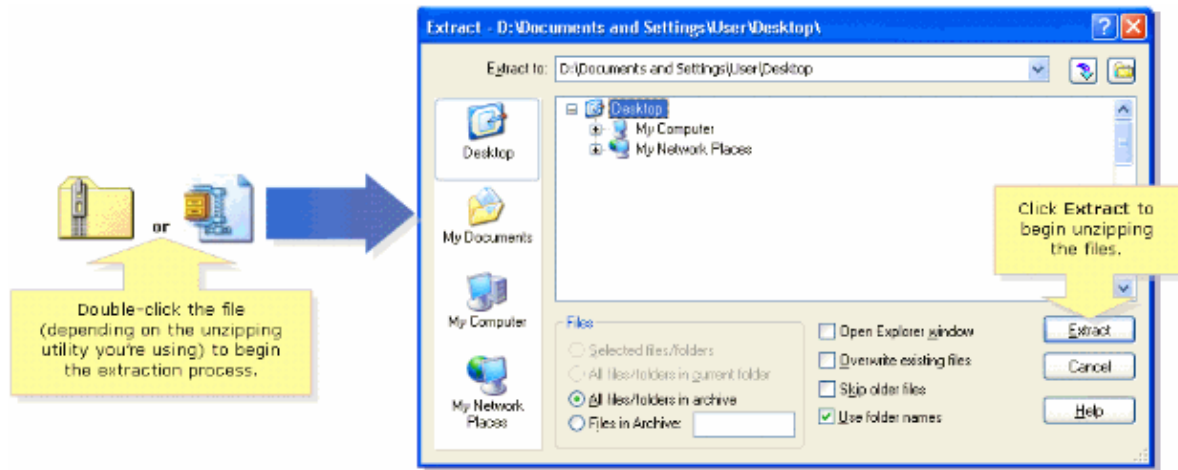 Extract - D:\Documents and Settings\User\Desktop\
Extract to:
D:\Documents and Settings\User\Desktop
Desktop
My Documents
My Computer
My Network
Places
Desktop
My Computer
My Network Places
or
Double-click the file
(depending on the unzipping
utility you're using) to begin
the extraction process.
Click Extract to
begin unzipping
the files.
Files
Selected files/folders
All files/folders in current folder
All files/folders in archive
Files in Archive:
Open Explorer window
Overwrite existing files
Skip older files
Use folder names
Extract
Cancel
Help